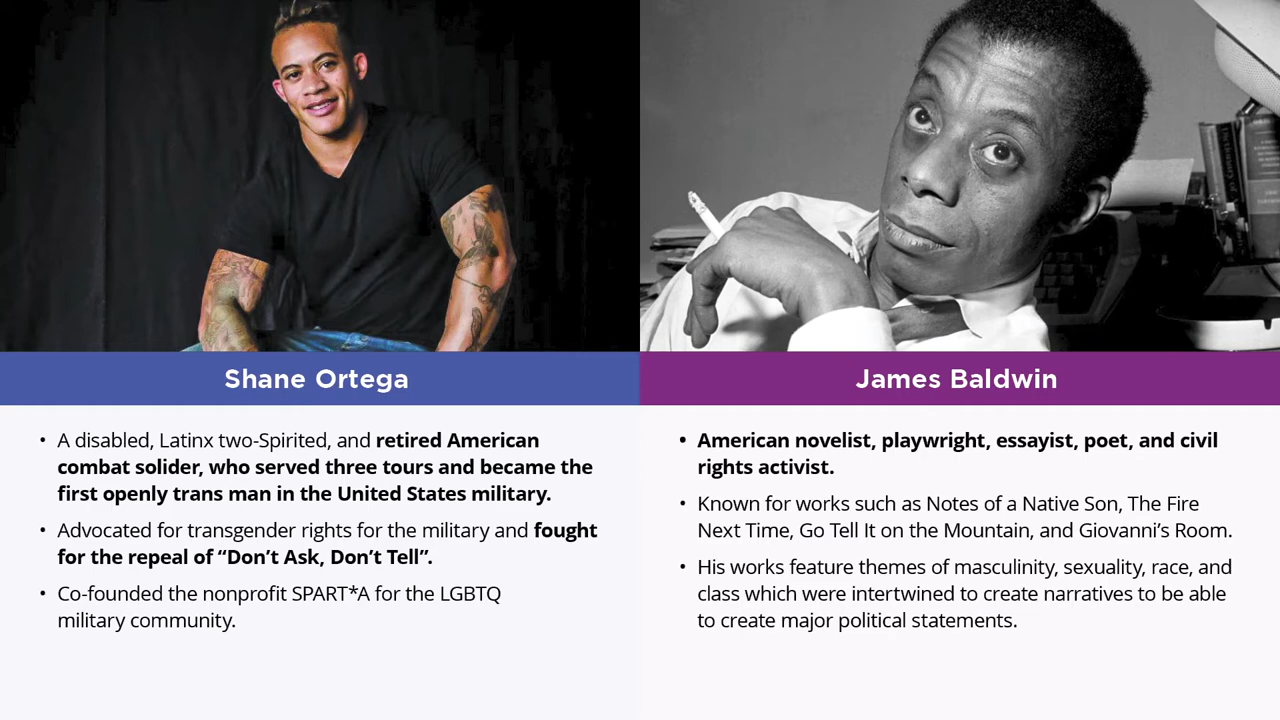 Shane Ortega
• A disabled, Latinx two-Spirited, and retired American
combat solider, who served three tours and became the
first openly trans man in the United States military.
• Advocated for transgender rights for the military and fought
for the repeal of “Don’t Ask, Don’t Tell”.
• Co-founded the nonprofit SPART*A for the LGBTQ
military community.
James Baldwin
• American novelist, playwright, essayist, poet, and civil
rights activist.
• Known for works such as Notes of a Native Son, The Fire
Next Time, Go Tell It on the Mountain, and Giovanni’s Room.
• His works feature themes of masculinity, sexuality, race, and
class which were intertwined to create narratives to be able
to create major political statements.